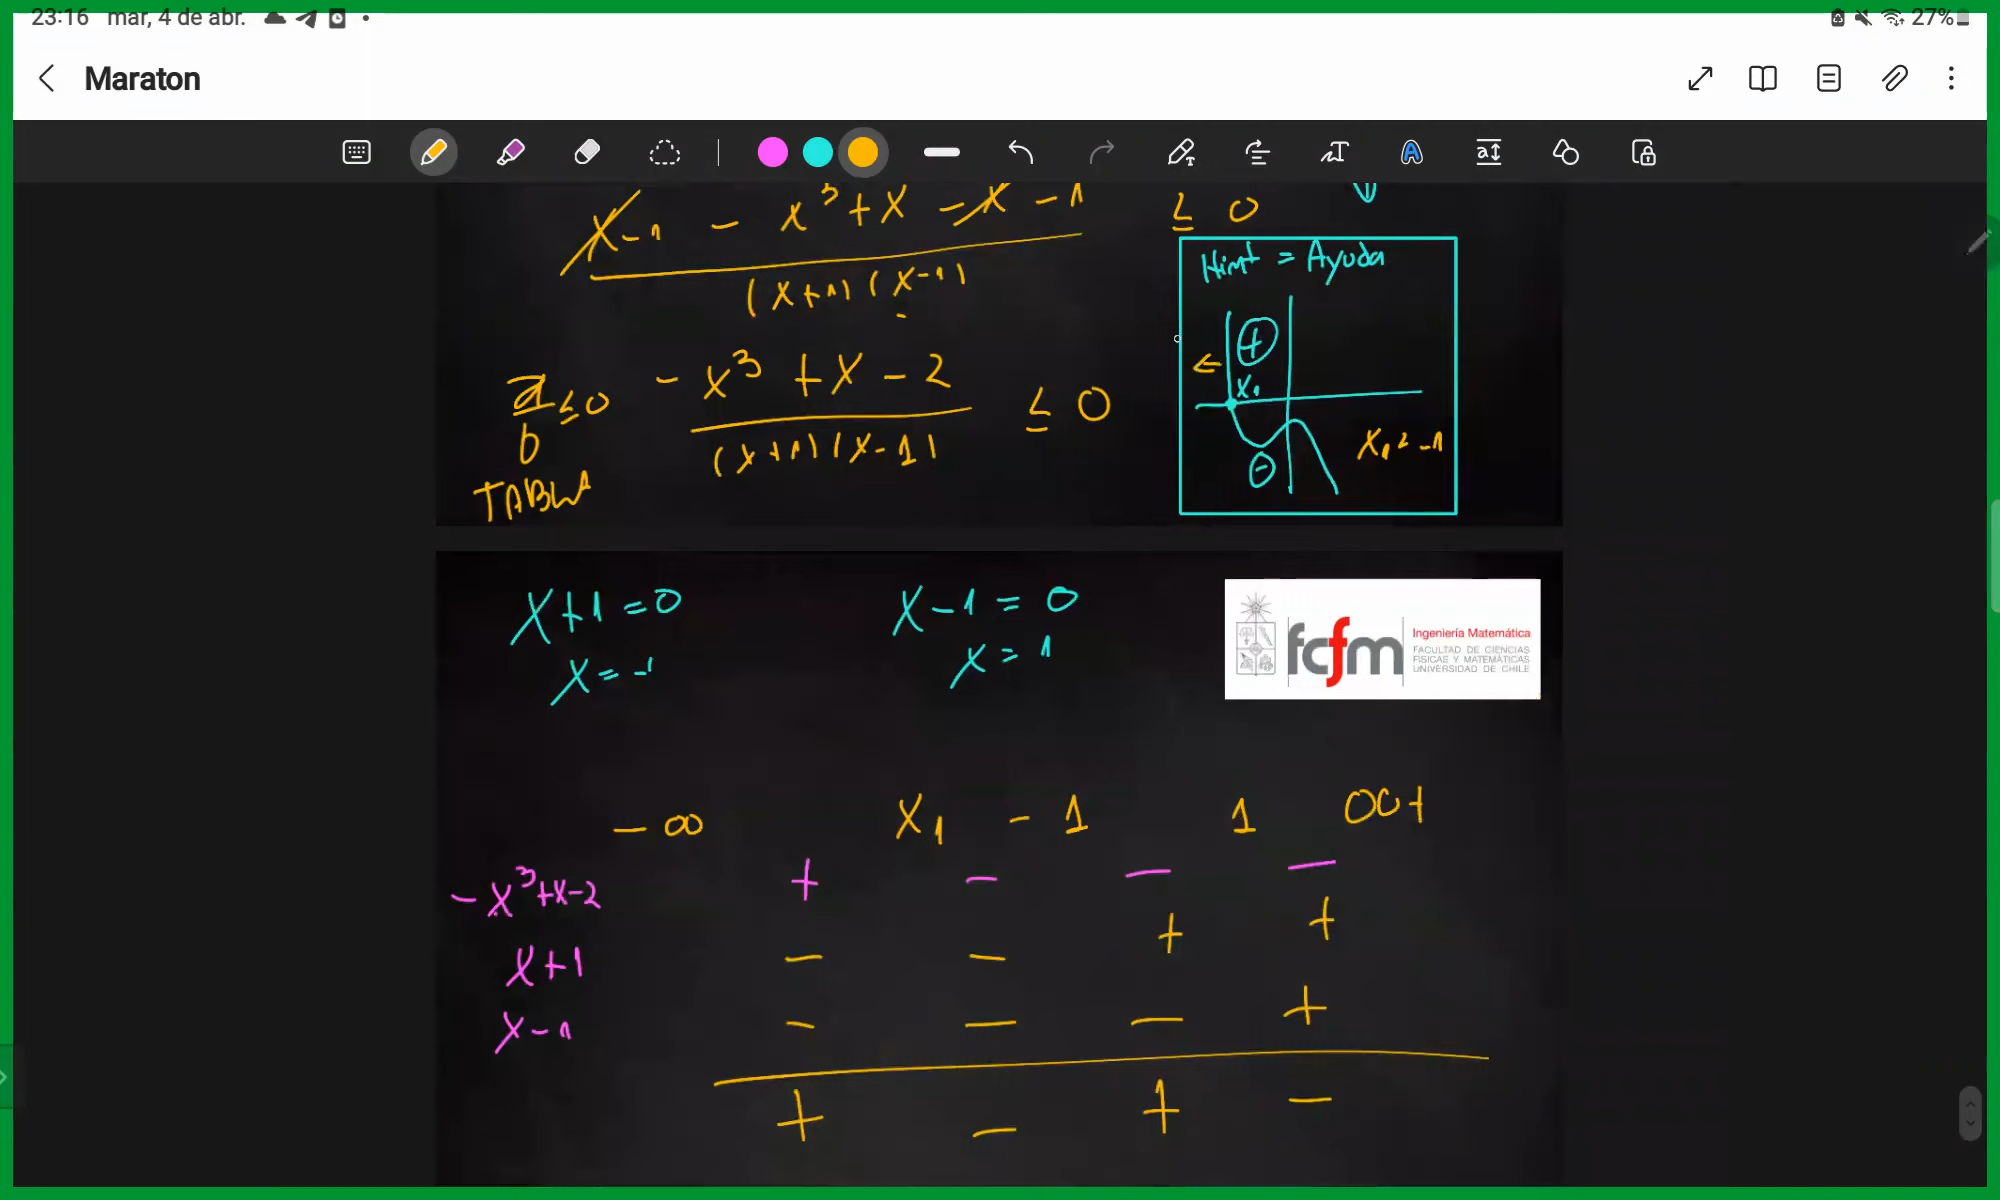 23:16 mar, 4 de abr. 27%
Maraton
x-1 - x³+x -x -1 ≤ 0
(x+1)(x-1)
Hint = Ayuda
+
x₁
-
x₁ < -1
a/b ≤ 0
-x³ + x - 2 ≤ 0
(x+1)(x-1)
TABLA
x+1 = 0
x = -1
x-1 = 0
x = 1
fcfm
Ingeniería Matemática
FACULTAD DE CIENCIAS
FÍSICAS Y MATEMÁTICAS
UNIVERSIDAD DE CHILE
-∞ x₁ -1 1 ∞+
-x³+x-2 + - - -
x+1 - - + +
x-1 - - - +
+ - + -